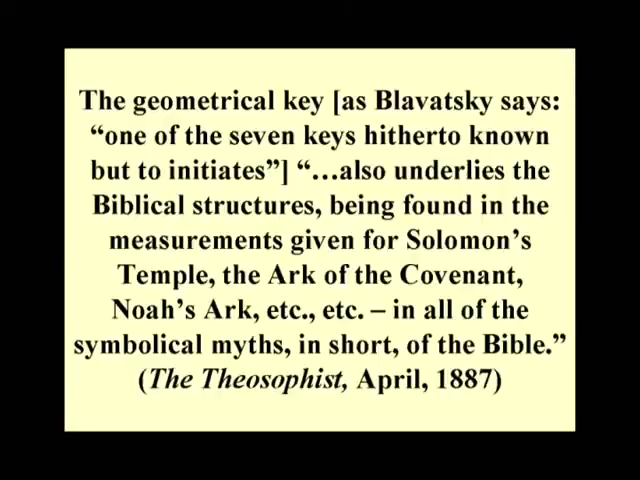 The geometrical key [as Blavatsky says:
“one of the seven keys hitherto known
but to initiates”] “…also underlies the
Biblical structures, being found in the
measurements given for Solomon’s
Temple, the Ark of the Covenant,
Noah’s Ark, etc., etc. – in all of the
symbolical myths, in short, of the Bible.”
(The Theosophist, April, 1887)